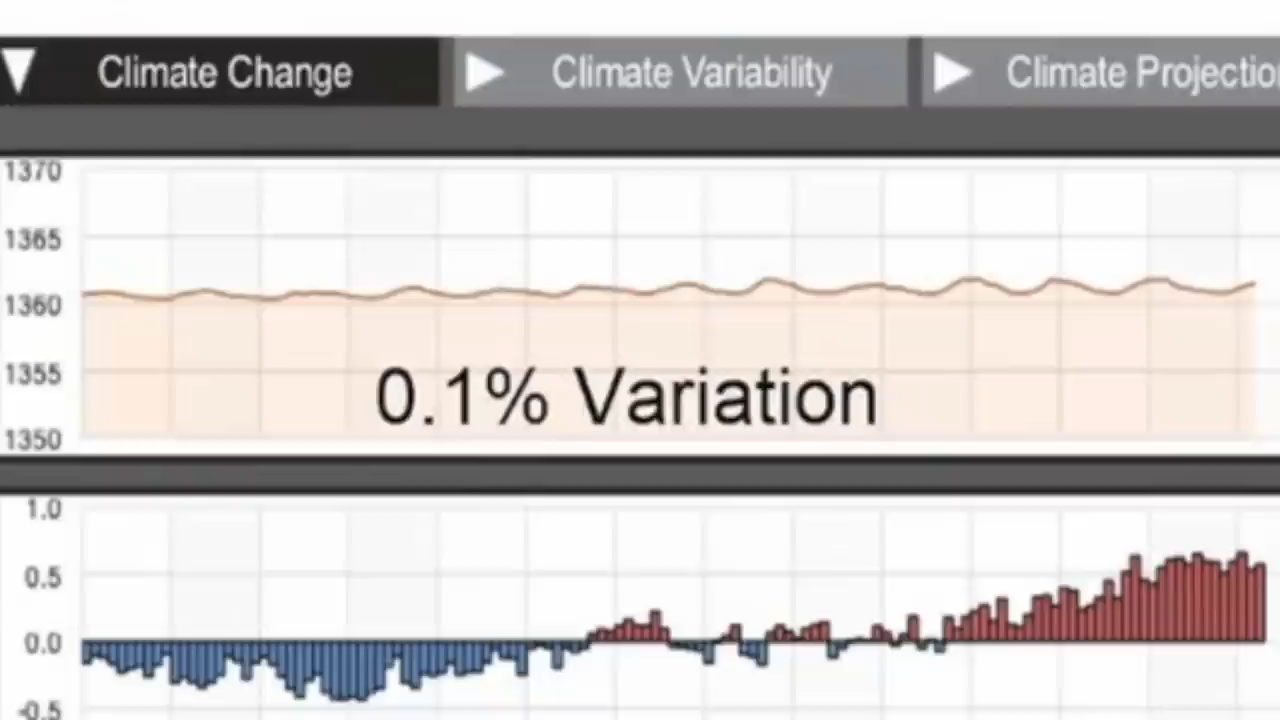 Climate Change
Climate Variability
Climate Projectio
1370
1365
1360
1355
1350
0.1% Variation
1.0
0.5
0.0
-0.5